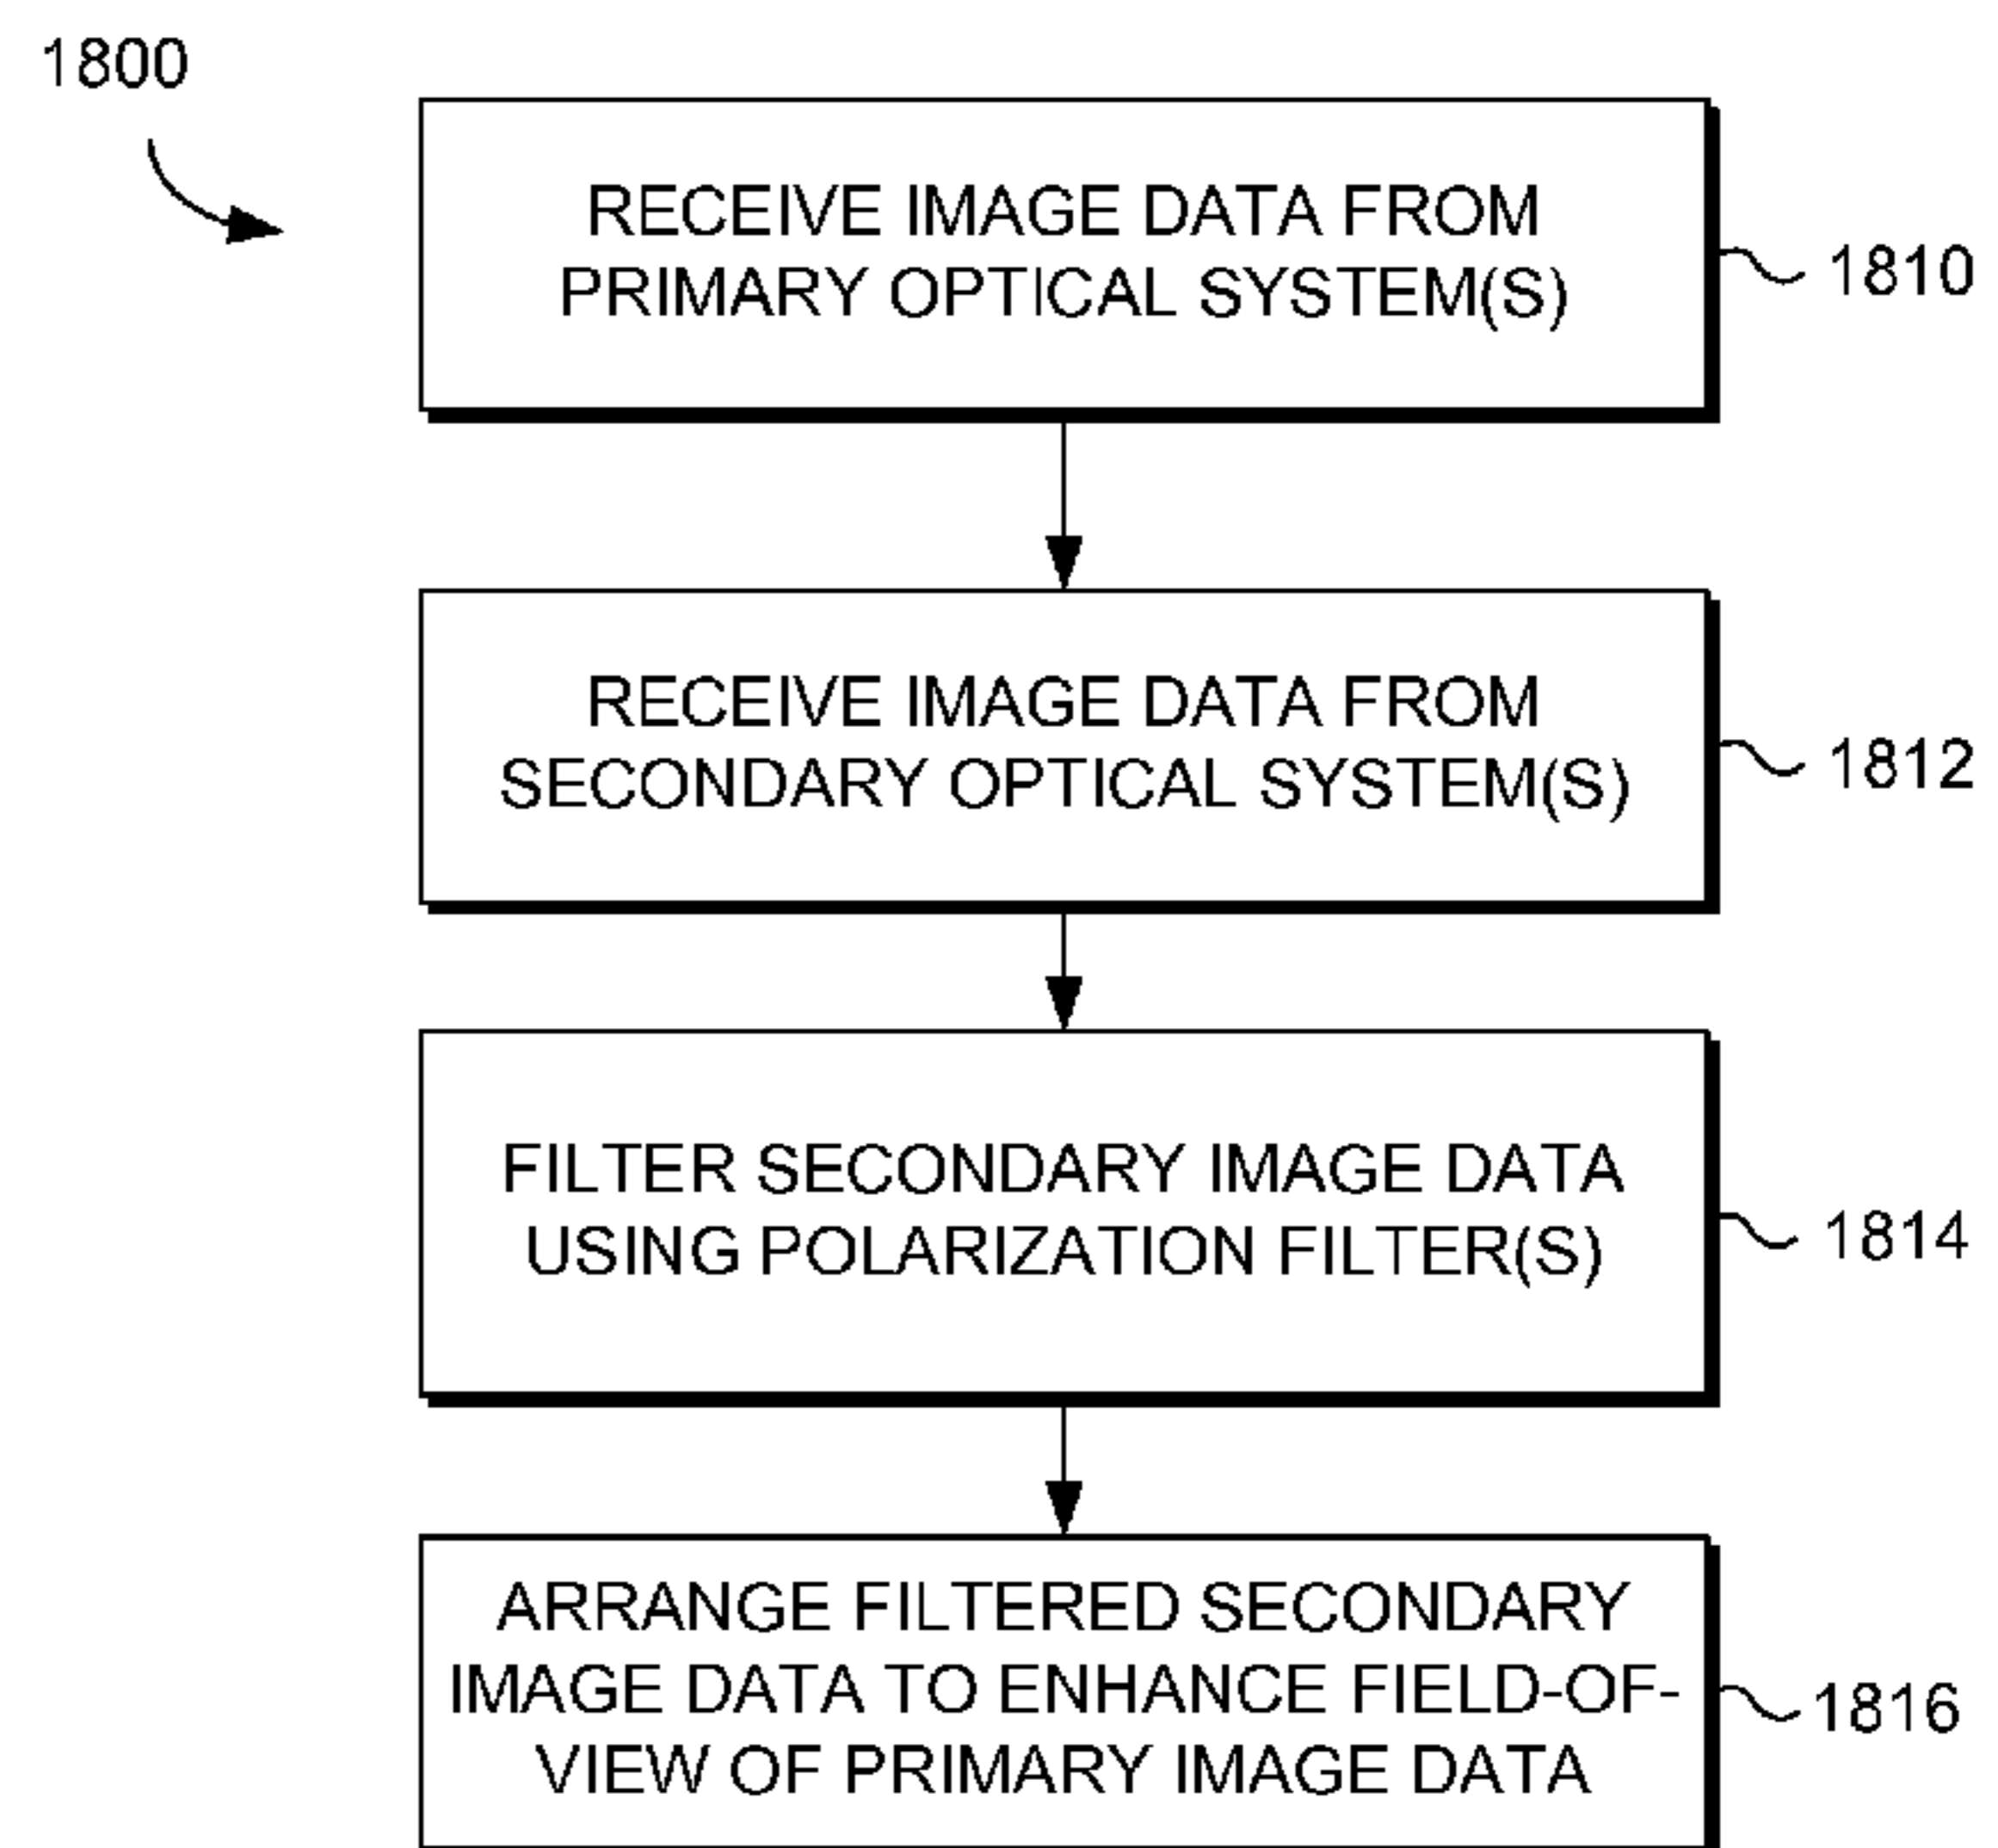 1800
RECEIVE IMAGE DATA FROM
PRIMARY OPTICAL SYSTEM(S)
1810
RECEIVE IMAGE DATA FROM
SECONDARY OPTICAL SYSTEM(S)
1812
FILTER SECONDARY IMAGE DATA
USING POLARIZATION FILTER(S)
1814
ARRANGE FILTERED SECONDARY
IMAGE DATA TO ENHANCE FIELD-OF-
VIEW OF PRIMARY IMAGE DATA
1816